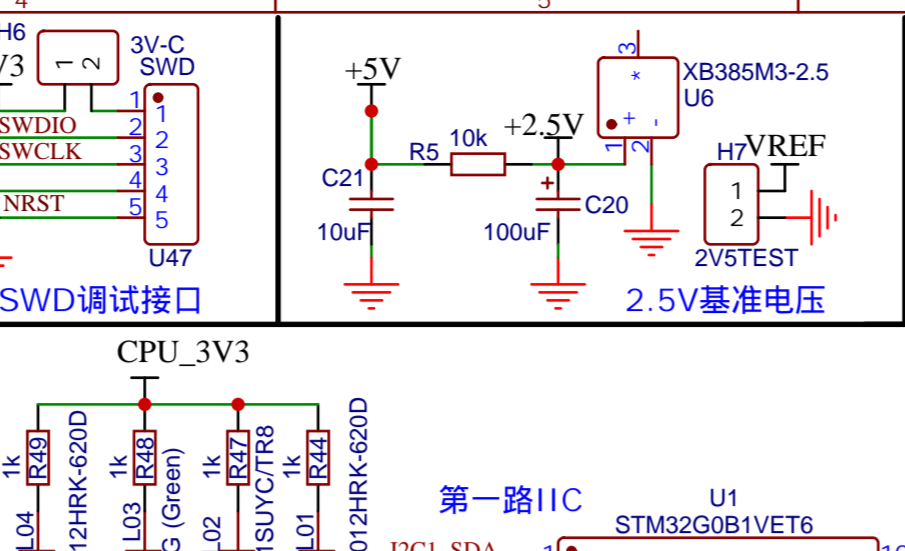 4
5
H6
V3
1
2
3V-C
SWD
1
1
SWDIO
2
2
SWCLK
3
3
4
4
NRST
5
5
U47
SWD调试接口
+5V
R5
10k
+2.5V
C21
10uF
100uF
C20
3
*
XB385M3-2.5
U6
+
-
1
2
+
H7
VREF
1
2
2V5TEST
2.5V基准电压
CPU_3V3
1k
R49
12HRK-620D
1k
R48
G (Green)
1k
R47
1SUYC/TR8
1k
R44
012HRK-620D
L04
L03
L02
L01
第一路IIC
U1
STM32G0B1VET6
I2C1_SDA
1